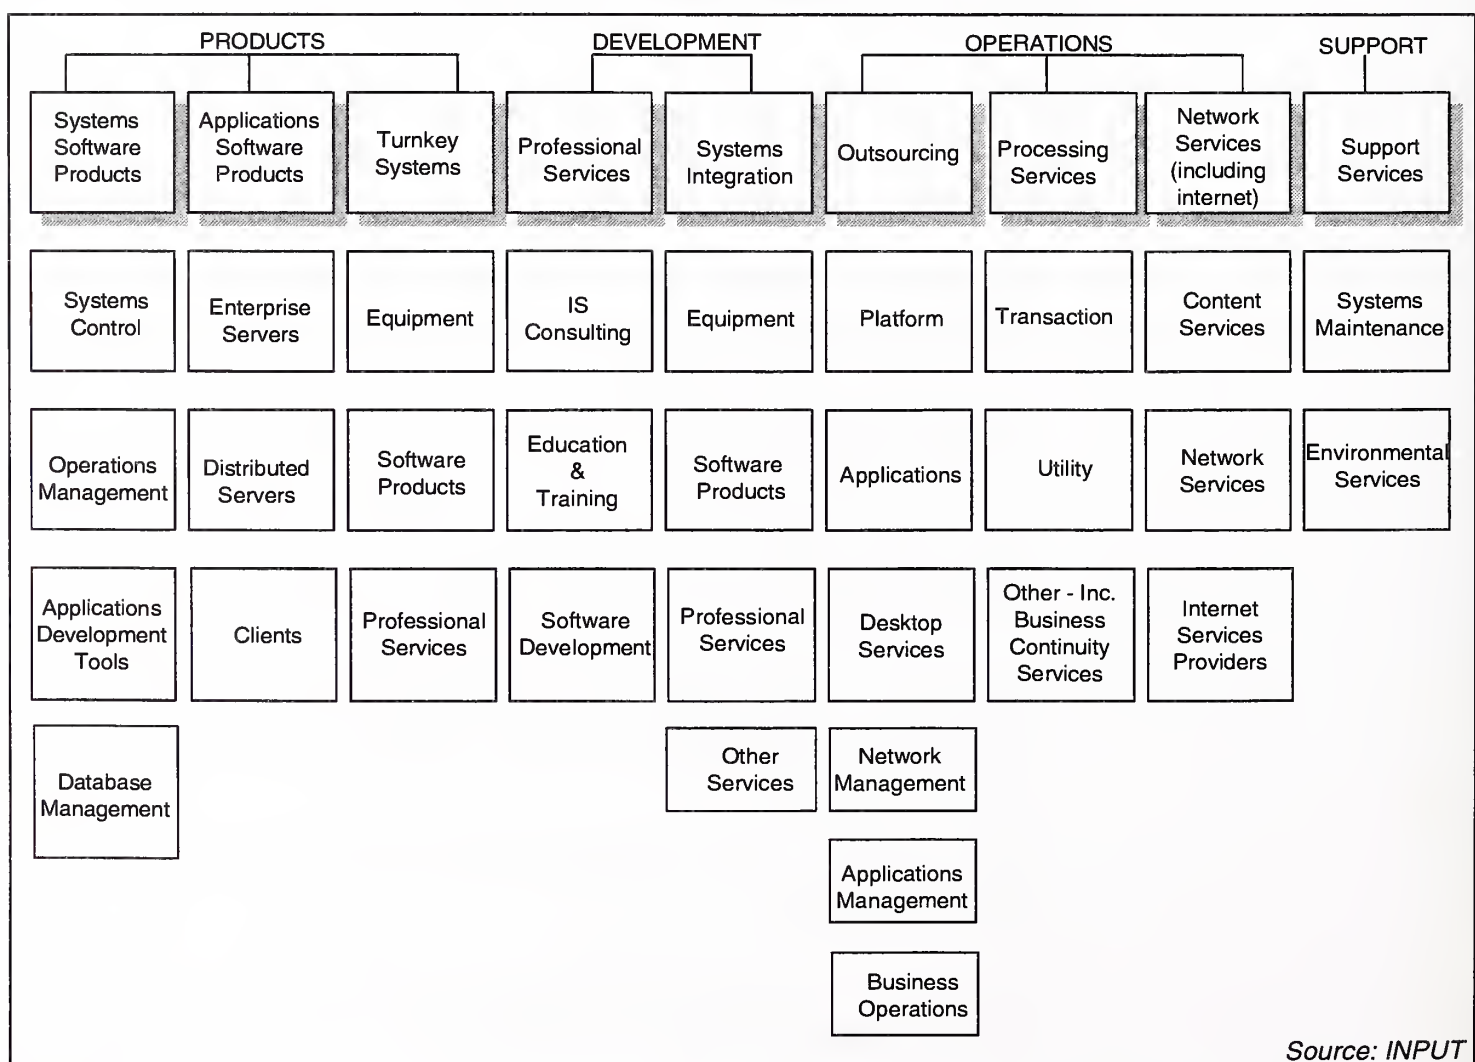 PRODUCTS
DEVELOPMENT
OPERATIONS
SUPPORT
Systems
Software
Products
Applications
Software
Products
Turnkey
Systems
Professional
Services
Systems
Integration
Outsourcing
Processing
Services
Network
Services
(including
internet)
Support
Services
Systems
Control
Enterprise
Servers
Equipment
IS
Consulting
Equipment
Platform
Transaction
Content
Services
Systems
Maintenance
Operations
Management
Distributed
Servers
Software
Products
Education
&
Training
Software
Products
Applications
Utility
Network
Services
Environmental
Services
Applications
Development
Tools
Clients
Professional
Services
Software
Development
Professional
Services
Desktop
Services
Other - Inc.
Business
Continuity
Services
Internet
Services
Providers
Database
Management
Other
Services
Network
Management
Applications
Management
Business
Operations
Source: INPUT